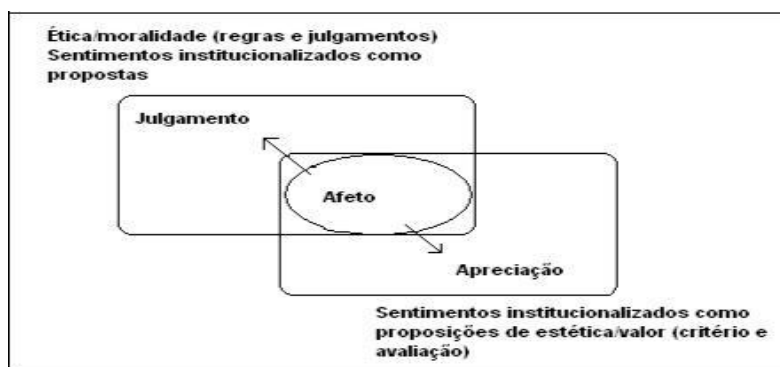 Ética/moralidade (regras e julgamentos)
Sentimentos institucionalizados como
propostas
Julgamento
Afeto
Apreciação
Sentimentos institucionalizados como
proposições de estética/valor (critério e
avaliação)